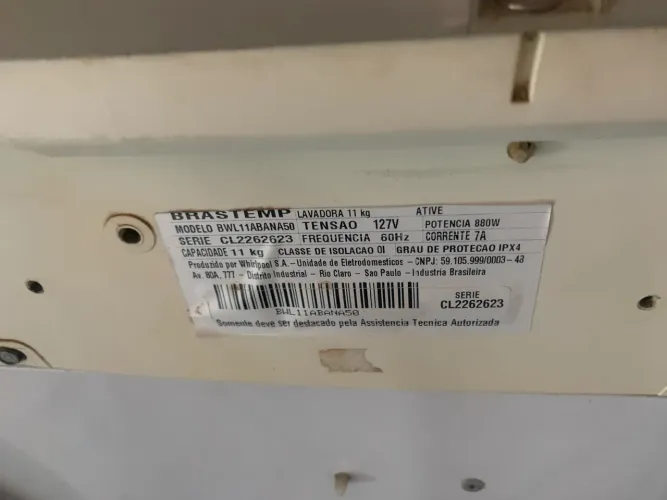 BRASTEMP LAVADORA 11 kg ATIVE
MODELO BWL11ABANA50 TENSAO 127V POTENCIA 880W
SERIE CL2262623 FREQUENCIA 60Hz CORRENTE 7A
CAPACIDADE 11 kg CLASSE DE ISOLACAO 0I GRAU DE PROTECAO IPX4
Produzido por Whirlpool S.A.- Unidade de Eletrodomesticos - CNPJ: 59.105.999/0003-48
Av. 80A, 777 - Distrito Industrial - Rio Claro - Sao Paulo - Industria Brasileira
SERIE
CL2262623
BWL11ABANA50
Somente deve ser destacado pela Assistencia Tecnica Autorizada